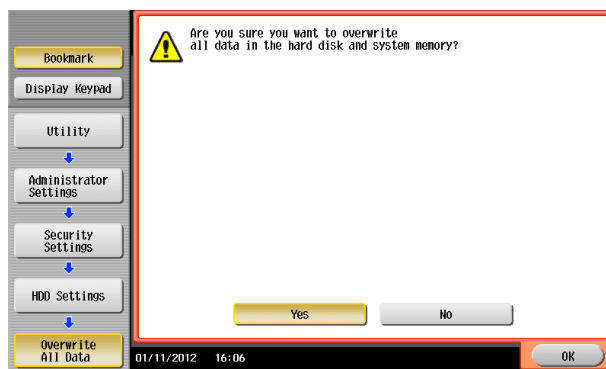 Bookmark
Display Keypad
Utility
Administrator
Settings
Security
Settings
HDD Settings
Overwrite
All Data
Are you sure you want to overwrite
all data in the hard disk and system memory?
Yes
No
01/11/2012 16:06
OK